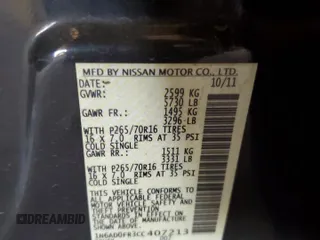 MFD BY NISSAN MOTOR CO., LTD.
DATE: 10/11
GVWR: 2599 KG
5730 LB
GAWR FR.: 1495 KG
3296 LB
WITH P265/70R16 TIRES
16 X 7.0 RIMS AT 35 PSI
COLD SINGLE
GAWR RR.: 1511 KG
3331 LB
WITH P265/70R16 TIRES
16 X 7.0 RIMS AT 35 PSI
COLD SINGLE
THIS VEHICLE CONFORMS TO ALL
APPLICABLE FEDERAL
MOTOR VEHICLE SAFETY
STANDARDS IN EFFECT
ON THE DATE OF MANUFACTURE
SHOWN ABOVE.
407213
DREAMBID